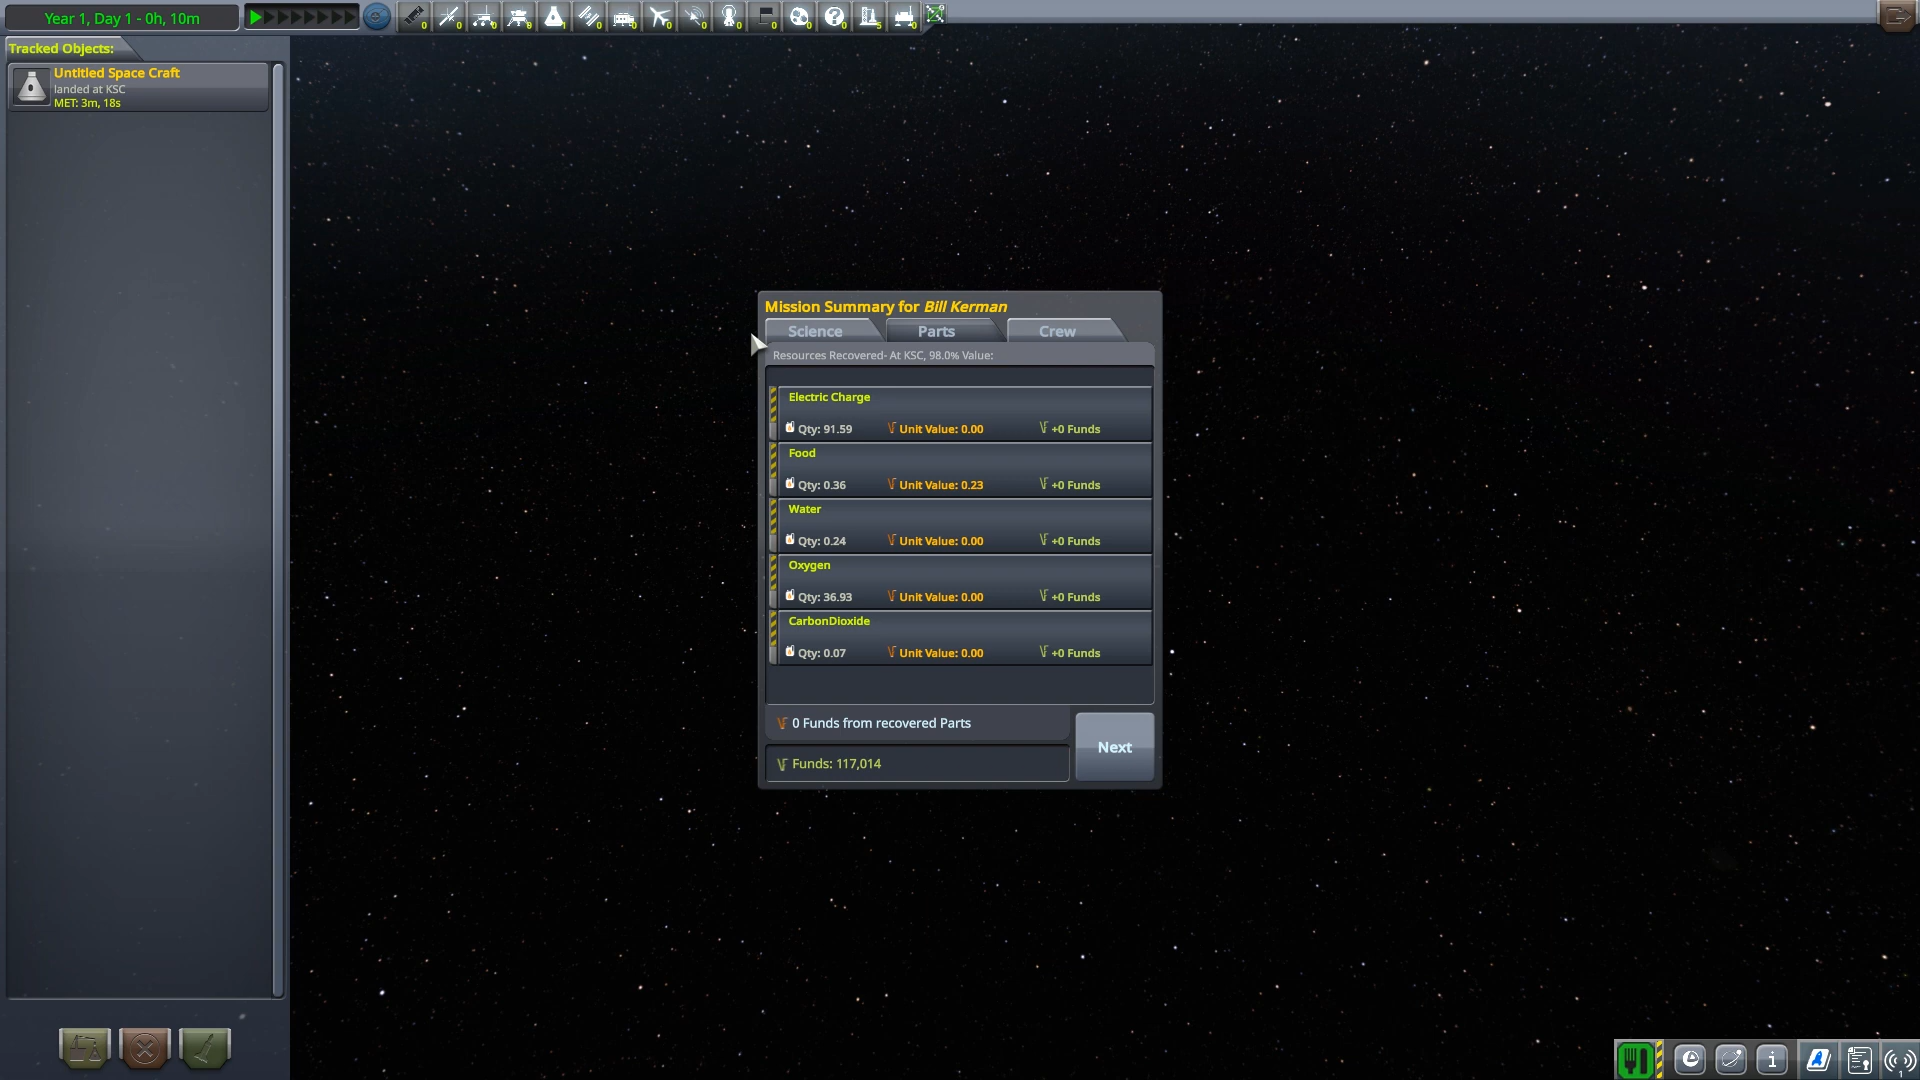 Year 1, Day 1 - 0h, 10m
Tracked Objects:
Untitled Space Craft
landed at KSC
MET: 3m, 18s
Mission Summary for Bill Kerman
Science
Parts
Crew
Resources Recovered- At KSC, 98.0% Value:
Electric Charge
Qty: 91.59 Unit Value: 0.00 +0 Funds
Food
Qty: 0.36 Unit Value: 0.23 +0 Funds
Water
Qty: 0.24 Unit Value: 0.00 +0 Funds
Oxygen
Qty: 36.93 Unit Value: 0.00 +0 Funds
CarbonDioxide
Qty: 0.07 Unit Value: 0.00 +0 Funds
0 Funds from recovered Parts
Next
Funds: 117,014